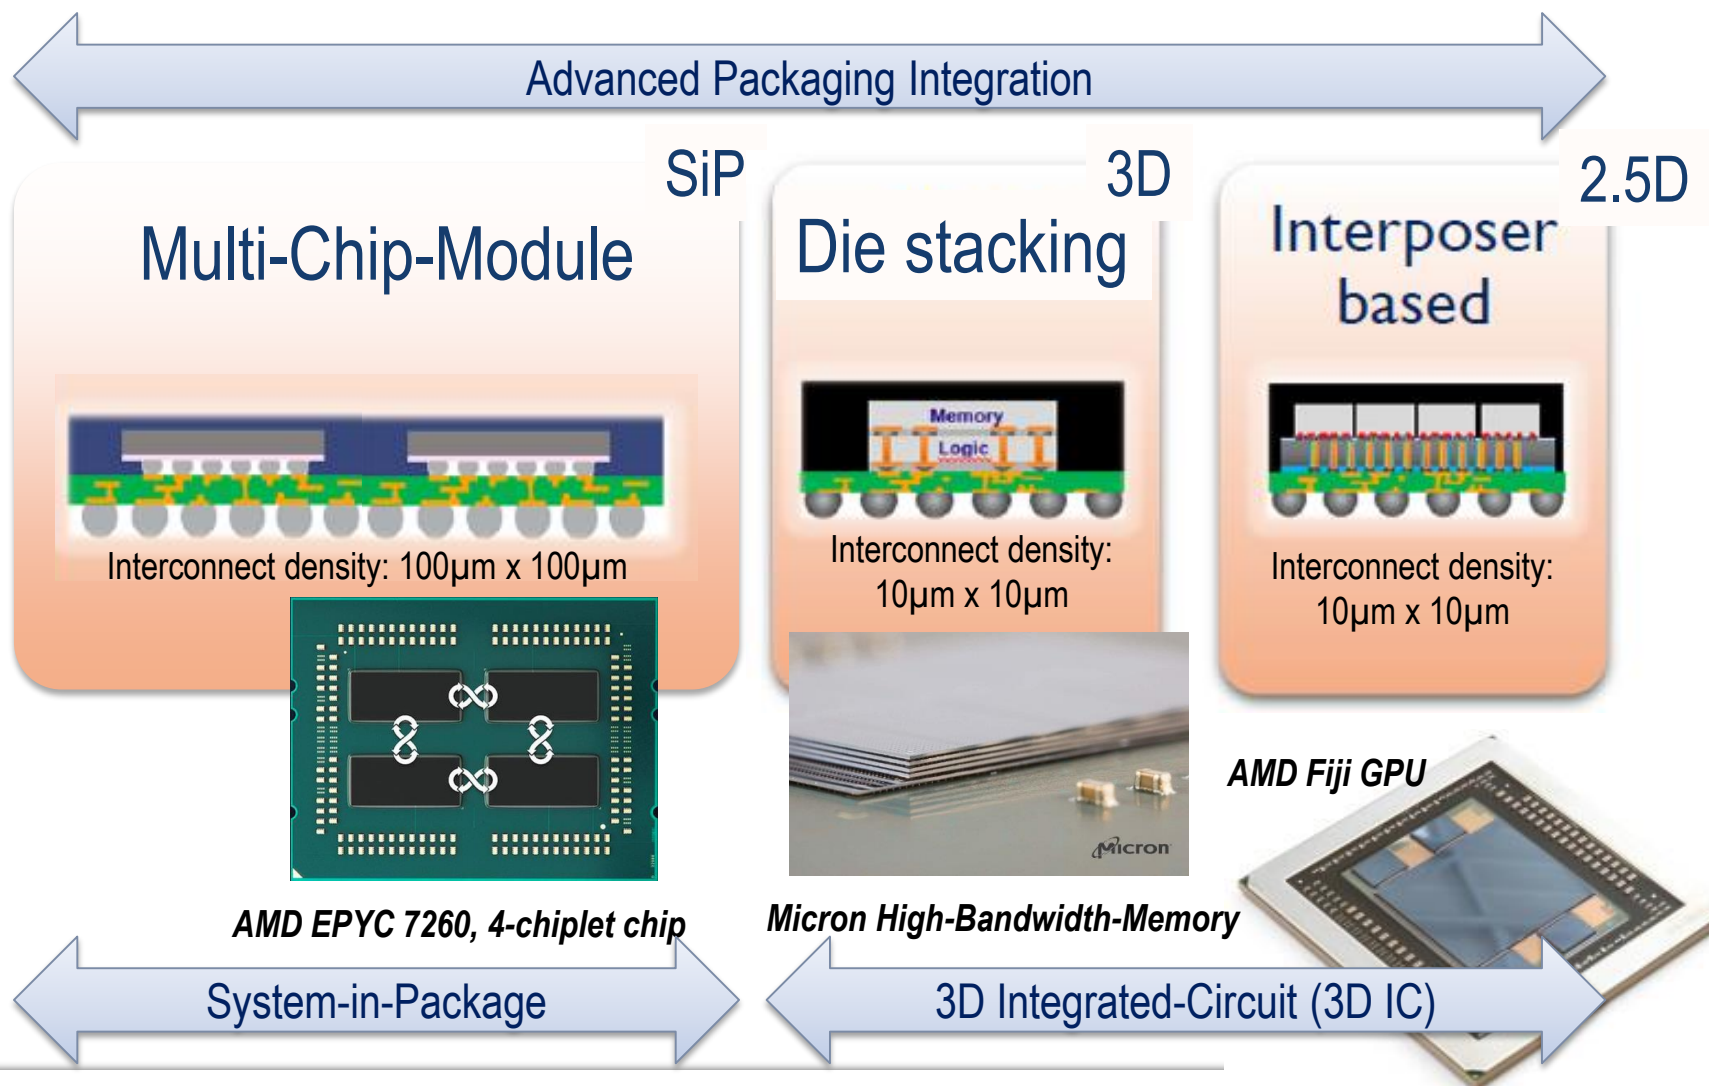 Advanced Packaging Integration
SiP
Multi-Chip-Module
Interconnect density: 100µm x 100µm
AMD EPYC 7260, 4-chiplet chip
3D
Die stacking
Memory
Logic
Interconnect density:
10µm x 10µm
Micron
Micron High-Bandwidth-Memory
2.5D
Interposer
based
Interconnect density:
10µm x 10µm
AMD Fiji GPU
System-in-Package
3D Integrated-Circuit (3D IC)